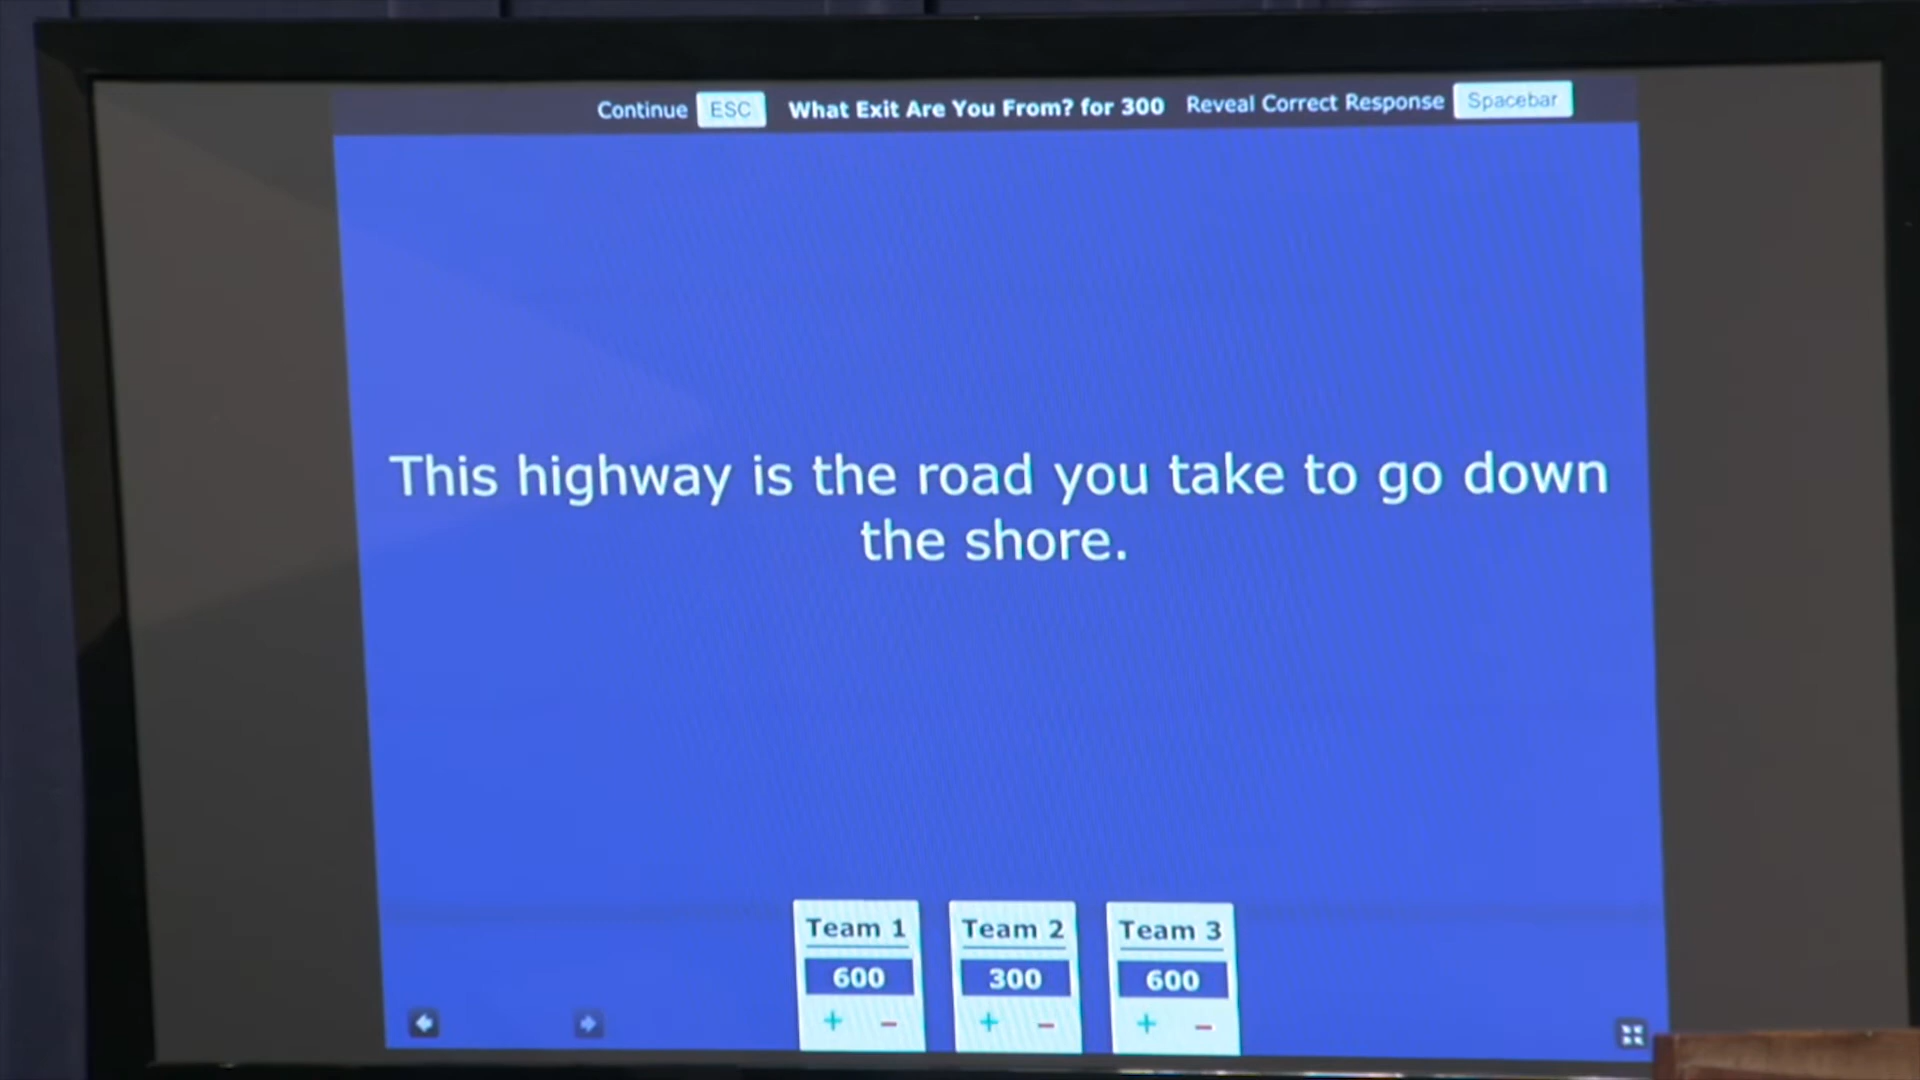 Continue ESC What Exit Are You From? for 300 Reveal Correct Response Spacebar
This highway is the road you take to go down
the shore.
Team 1 Team 2 Team 3
600 300 600
+ − + − + −